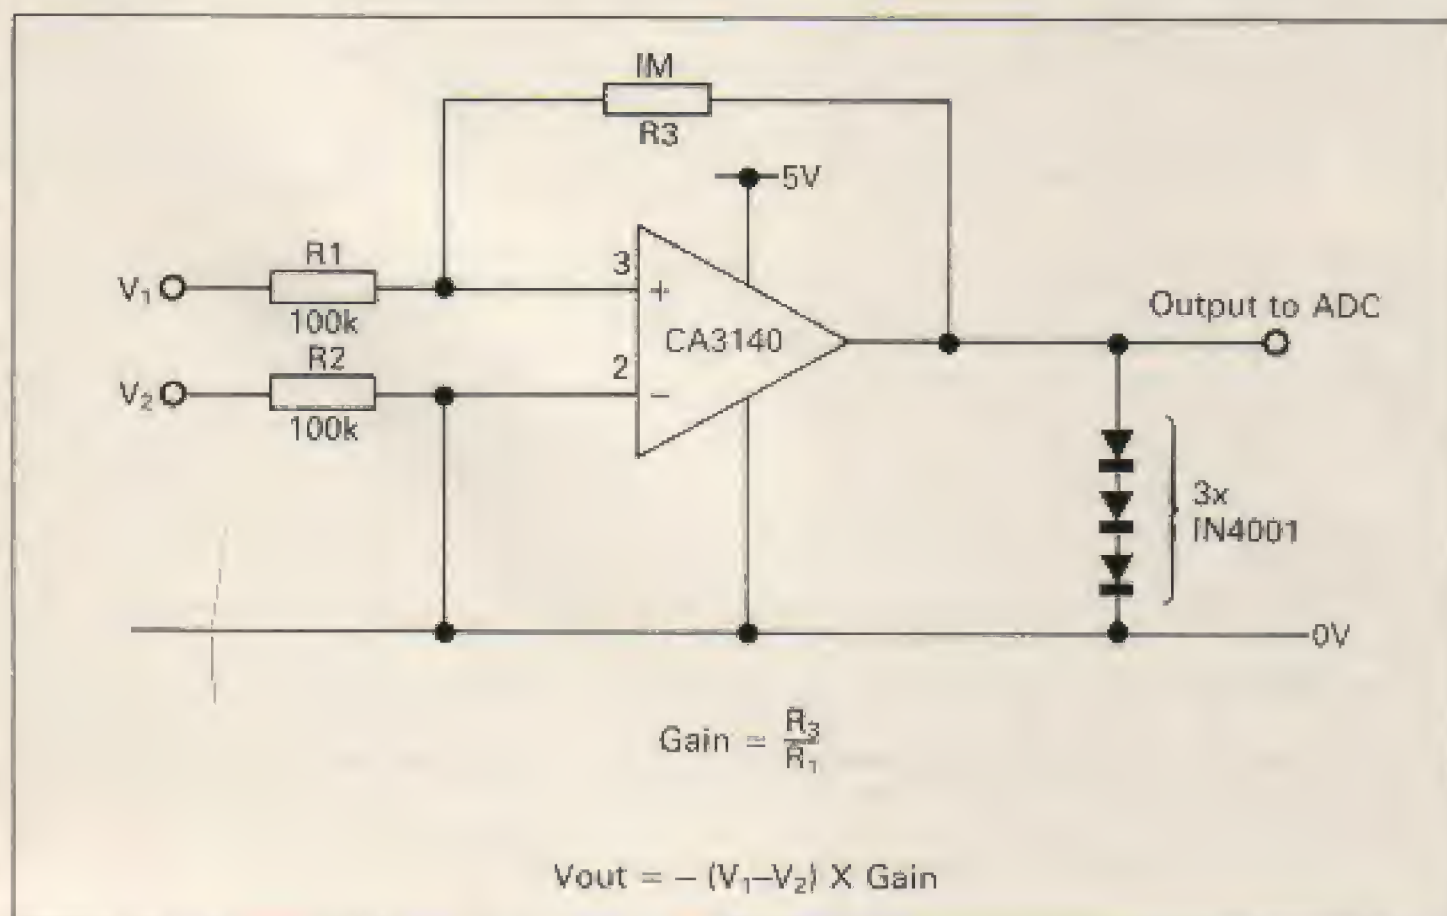 IM
R3
5V
R1
3
V₁
+
Output to ADC
100k
CA3140
R2
2
V₂
−
100k
3x
IN4001
0V
Gain = R₃/R₁
Vout = − (V₁–V₂) X Gain